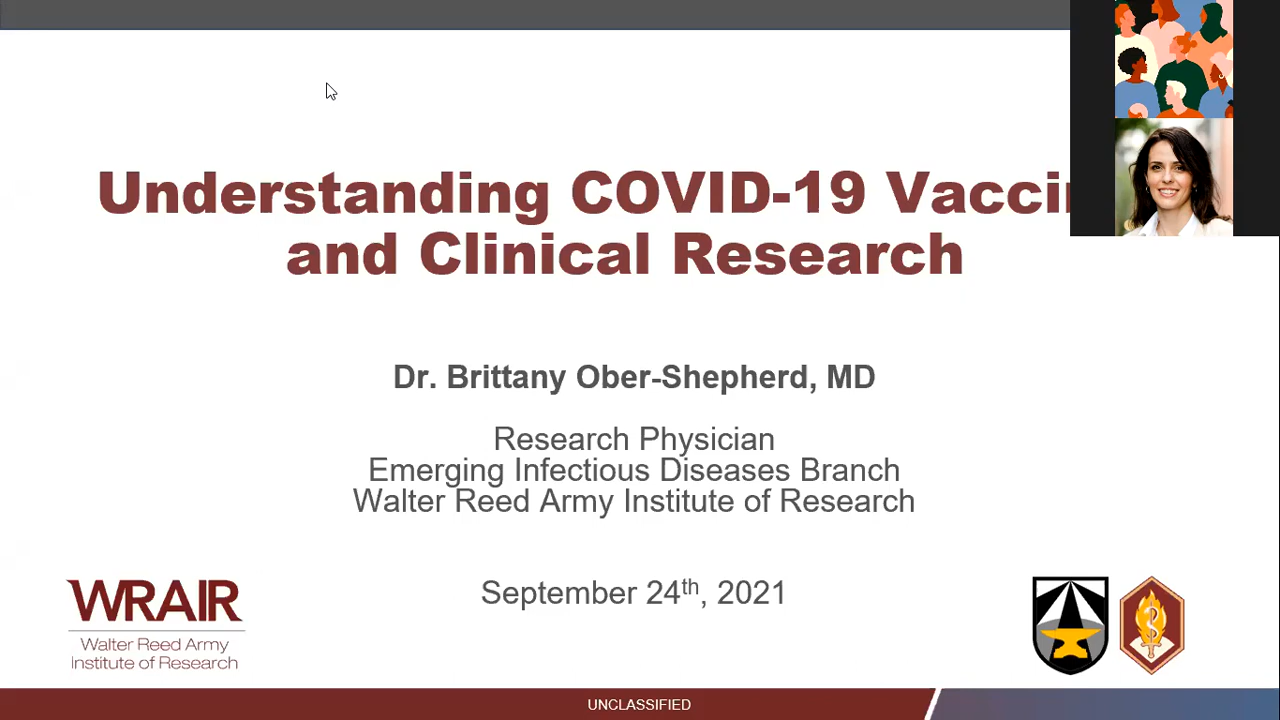 Understanding COVID-19
and Clinical Research
Dr. Brittany Ober-Shepherd, MD
Research Physician
Emerging Infectious Diseases Branch
Walter Reed Army Institute of Research
September 24th, 2021
WRAIR
Walter Reed Army
Institute of Research
UNCLASSIFIED